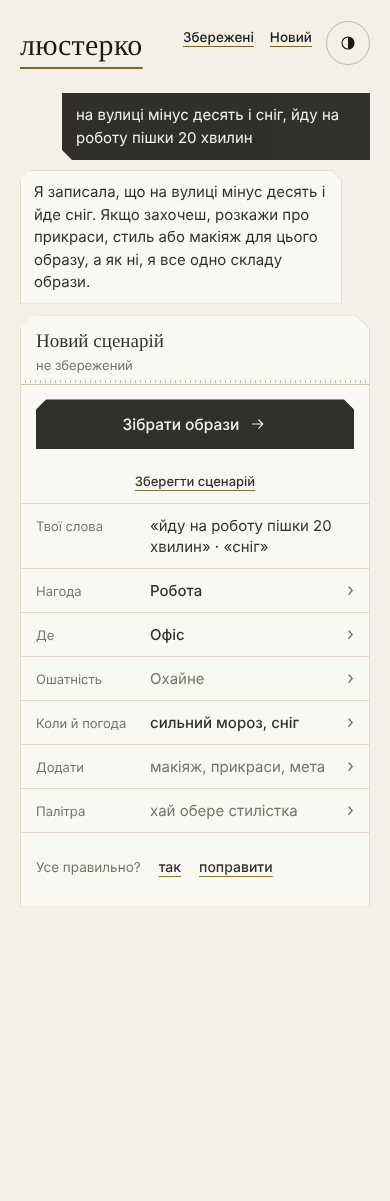 люстерко
Збережені Новий
на вулиці мінус десять і сніг, йду на
роботу пішки 20 хвилин
Я записала, що на вулиці мінус десять і
йде сніг. Якщо захочеш, розкажи про
прикраси, стиль або макіяж для цього
образу, а як ні, я все одно складу
образи.
Новий сценарій
не збережений
Зібрати образи →
Зберегти сценарій
Твої слова «йду на роботу пішки 20
хвилин» · «сніг»
Нагода Робота
Де Офіс
Ошатність Охайне
Коли й погода сильний мороз, сніг
Додати макіяж, прикраси, мета
Палітра хай обере стилістка
Усе правильно? так поправити